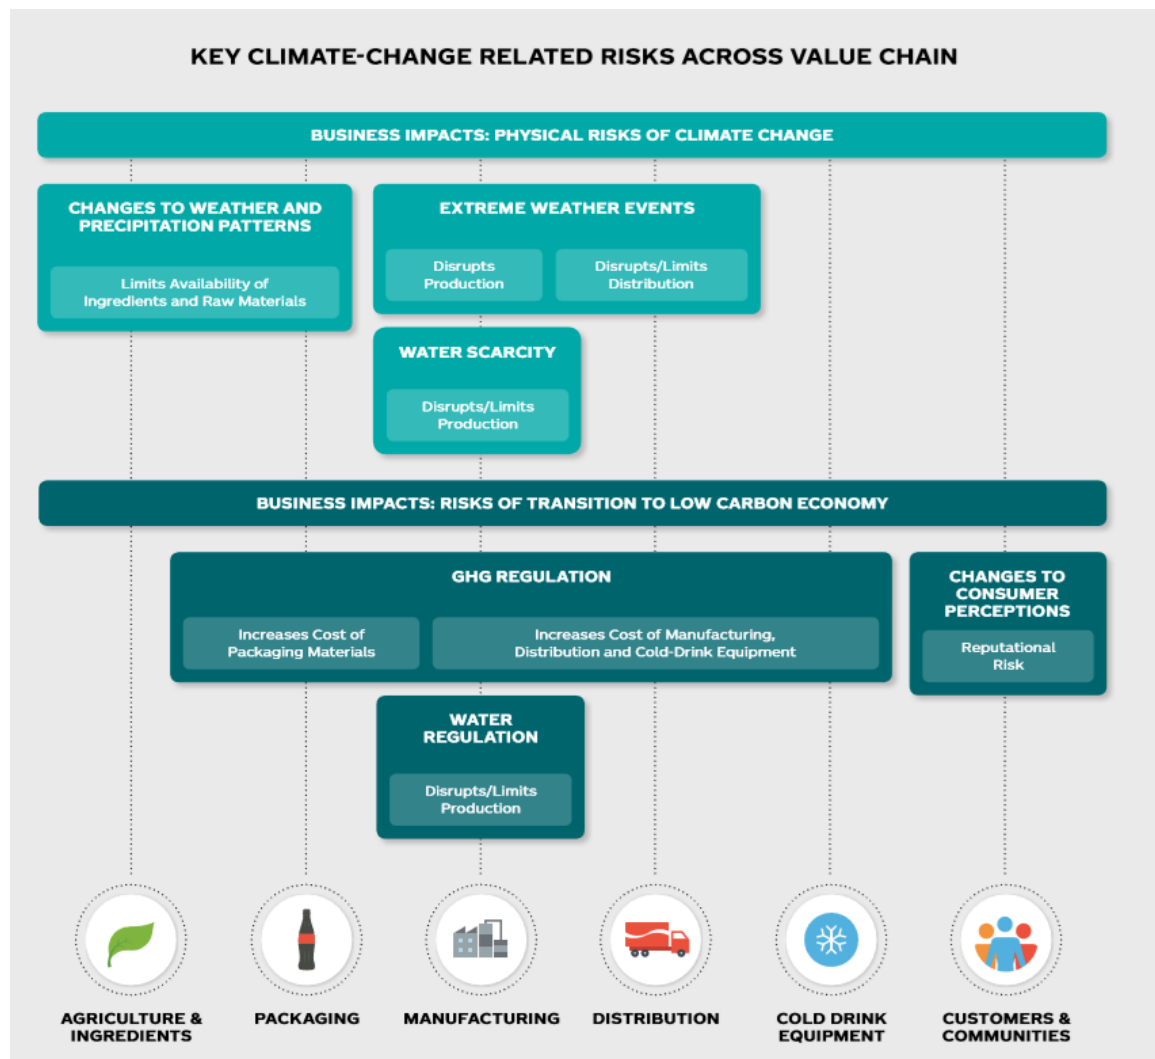 KEY CLIMATE-CHANGE RELATED RISKS ACROSS VALUE CHAIN
BUSINESS IMPACTS: PHYSICAL RISKS OF CLIMATE CHANGE
CHANGES TO WEATHER AND
PRECIPITATION PATTERNS
Limits Availability of
Ingredients and Raw Materials
EXTREME WEATHER EVENTS
Disrupts
Production
Disrupts/Limits
Distribution
WATER SCARCITY
Disrupts/Limits
Production
BUSINESS IMPACTS: RISKS OF TRANSITION TO LOW CARBON ECONOMY
GHG REGULATION
Increases Cost of
Packaging Materials
Increases Cost of Manufacturing,
Distribution and Cold-Drink Equipment
CHANGES TO
CONSUMER
PERCEPTIONS
Reputational
Risk
WATER
REGULATION
Disrupts/Limits
Production
AGRICULTURE &
INGREDIENTS
PACKAGING
MANUFACTURING
DISTRIBUTION
COLD DRINK
EQUIPMENT
CUSTOMERS &
COMMUNITIES